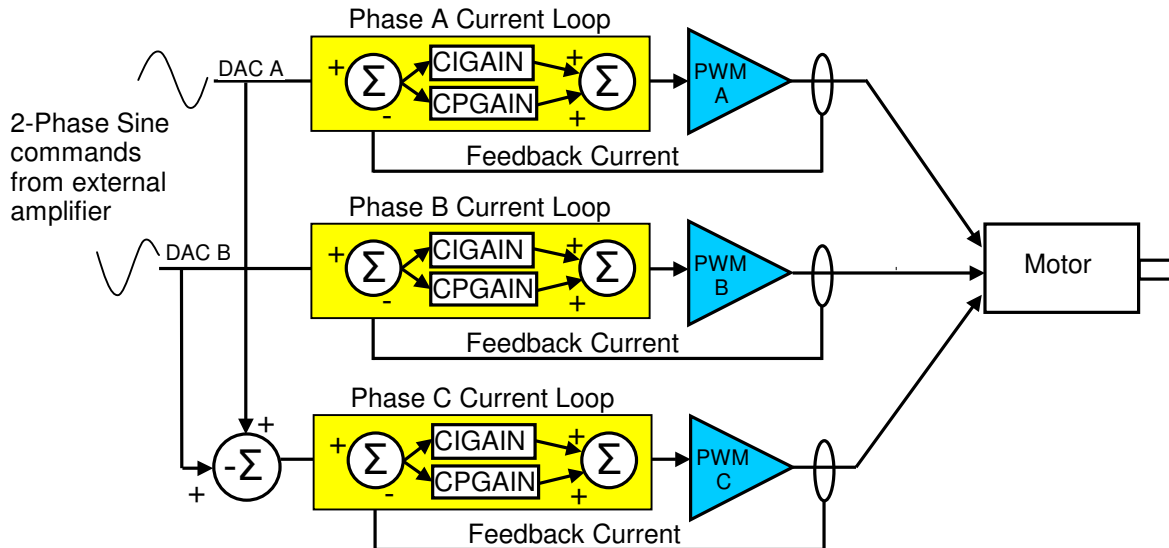 Phase A Current Loop
DAC A
+
Σ
-
CIGAIN
CPGAIN
+
Σ
+
PWM
A
Feedback Current
2-Phase Sine
commands
from external
amplifier
Phase B Current Loop
DAC B
+
Σ
-
CIGAIN
CPGAIN
+
Σ
+
PWM
B
Feedback Current
Motor
Phase C Current Loop
+
+
-Σ
+
Σ
-
CIGAIN
CPGAIN
+
Σ
+
PWM
C
Feedback Current